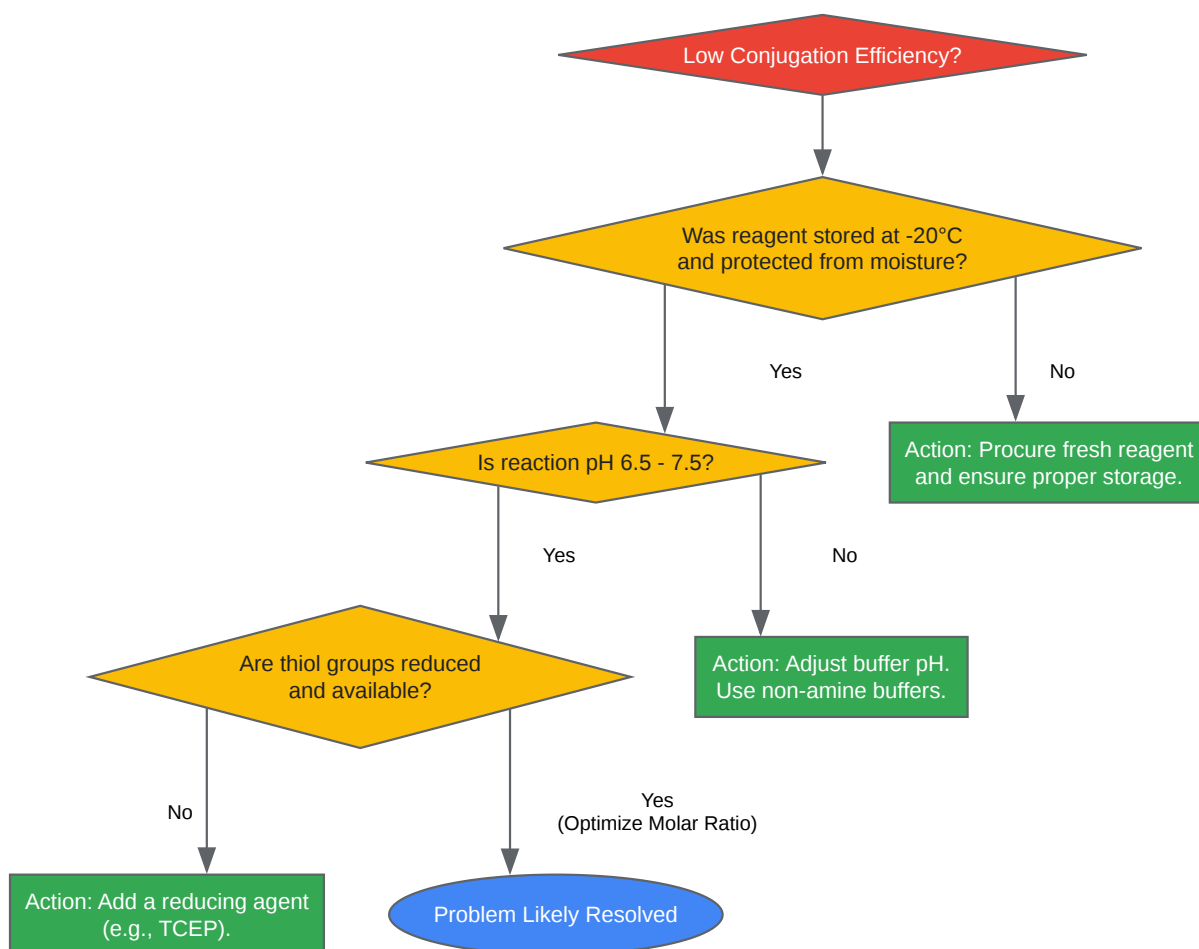 Low Conjugation Efficiency?
Was reagent stored at -20°C
and protected from moisture?
Yes
No
Is reaction pH 6.5 - 7.5?
Action: Procure fresh reagent
and ensure proper storage.
Yes
No
Are thiol groups reduced
and available?
Action: Adjust buffer pH.
Use non-amine buffers.
No
Yes
(Optimize Molar Ratio)
Action: Add a reducing agent
(e.g., TCEP).
Problem Likely Resolved